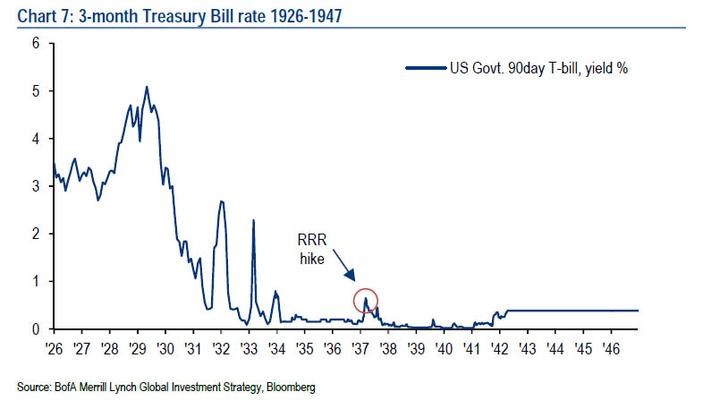 Chart 7: 3-month Treasury Bill rate 1926-1947
6
US Govt. 90day T-bill, yield %
5
4
3
2
RRR
hike
1
0
'26 '27 '28 '29 '30 '31 '32 '33 '34 '35 '36 '37 '38 '39 '40 '41 '42 '43 '44 '45 '46
Source: BofA Merrill Lynch Global Investment Strategy, Bloomberg